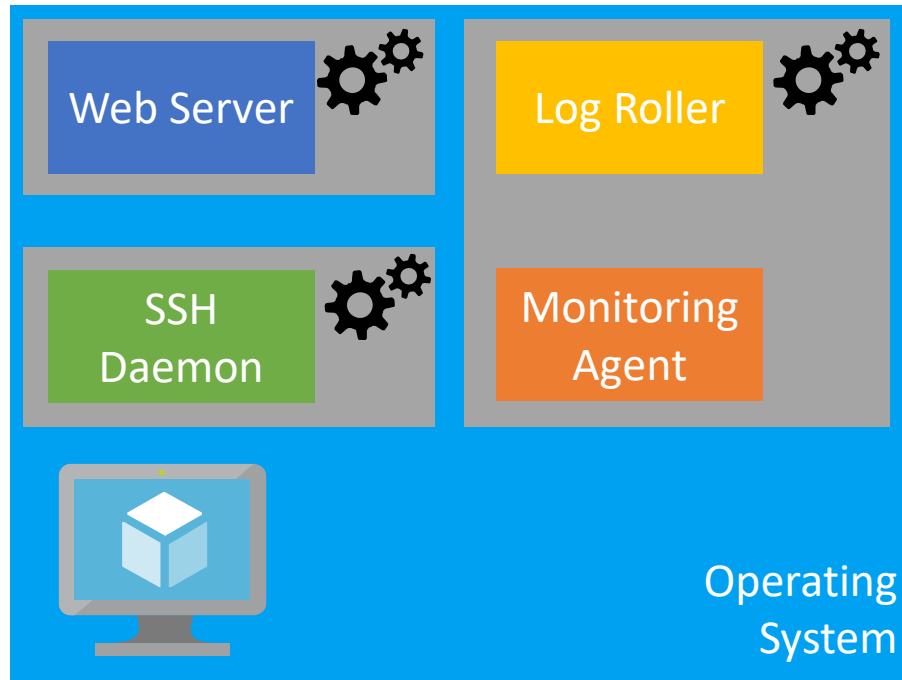 Web Server
Log Roller
SSH
Daemon
Monitoring
Agent
Operating
System